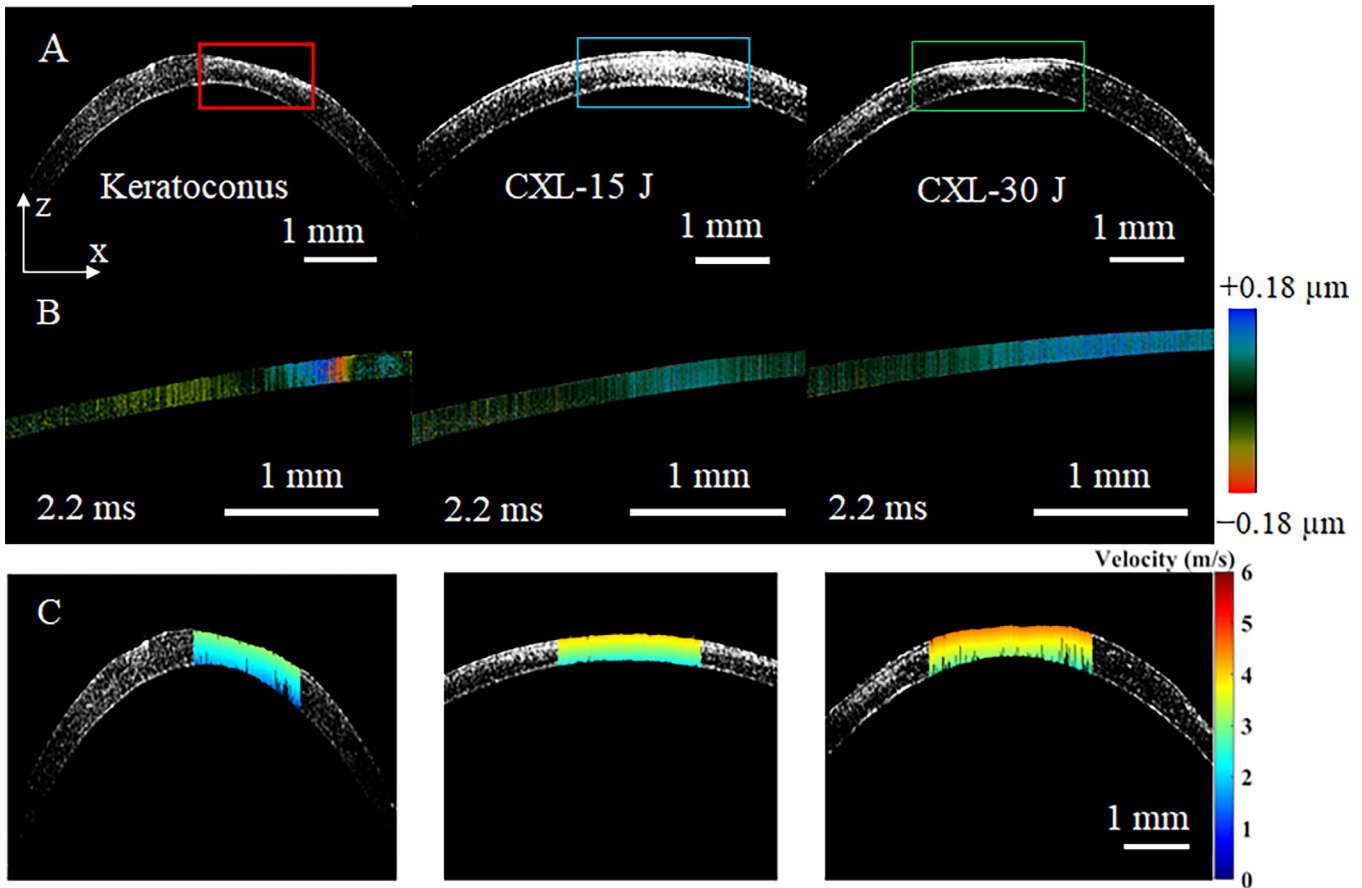 A
Keratoconus
CXL-15 J
CXL-30 J
z
x
1 mm
1 mm
1 mm
B
+0.18 µm
−0.18 µm
1 mm
1 mm
1 mm
2.2 ms
2.2 ms
2.2 ms
Velocity (m/s)
C
6
5
4
3
2
1
0
1 mm